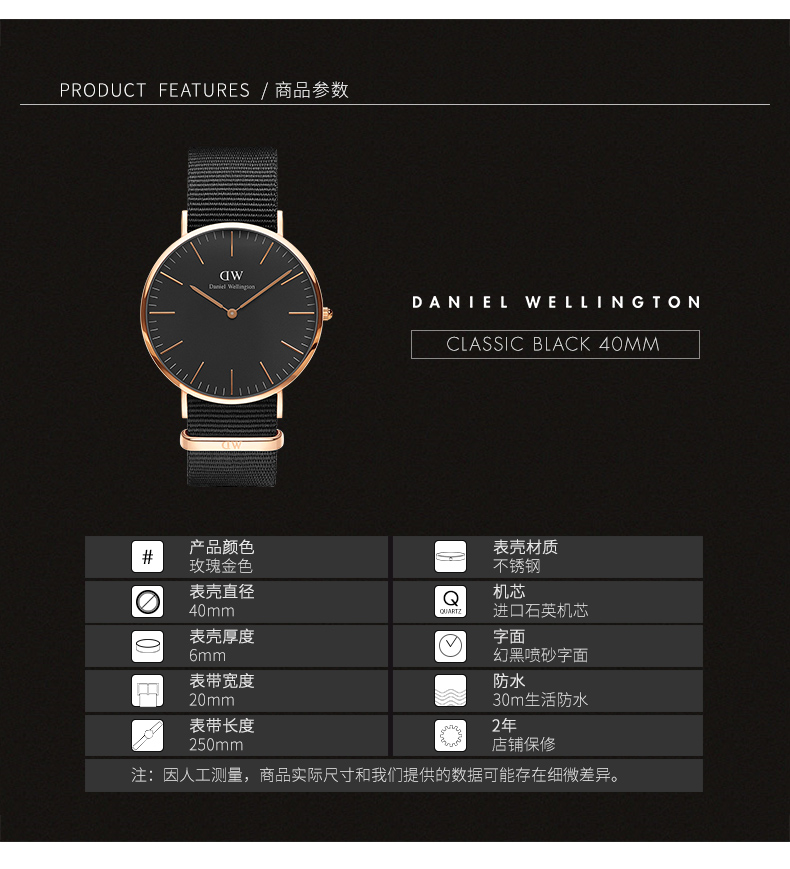 PRODUCT FEATURES / 商品参数
DW
Daniel Wellington
DW
DANIEL WELLINGTON
CLASSIC BLACK 40MM
#
产品颜色
玫瑰金色
表壳材质
不锈钢
表壳直径
40mm
Q
QUARTZ
机芯
进口石英机芯
表壳厚度
6mm
字面
幻黑喷砂字面
表带宽度
20mm
防水
30m生活防水
表带长度
250mm
2年
店铺保修
注：因人工测量，商品实际尺寸和我们提供的数据可能存在细微差异。